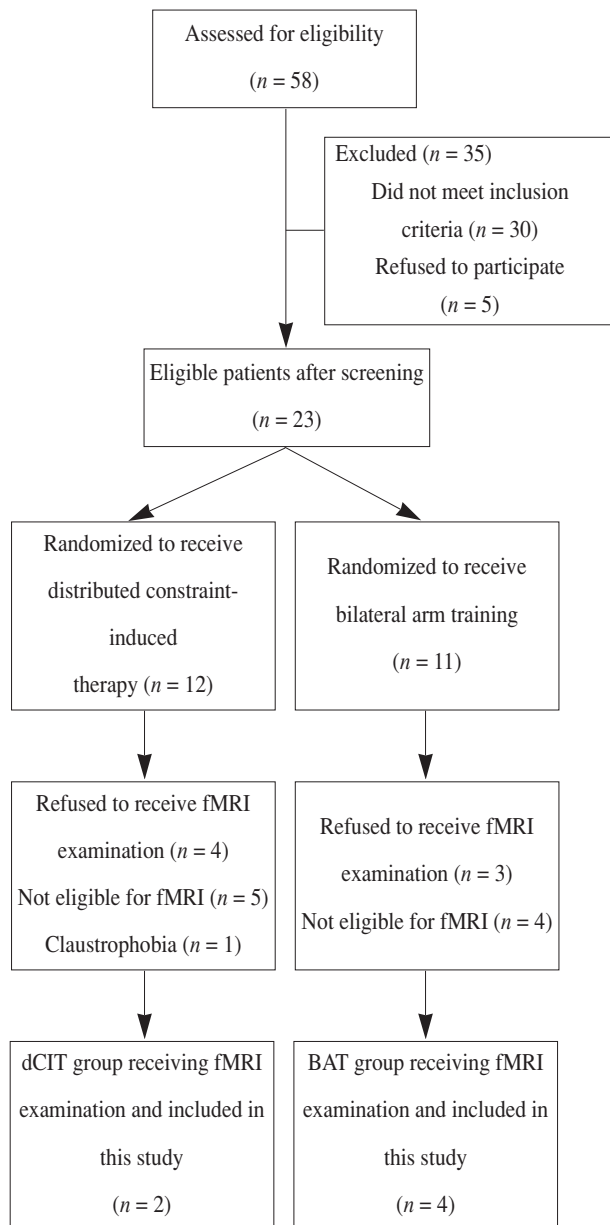 Assessed for eligibility
(n = 58)
Excluded (n = 35)
Did not meet inclusion
criteria (n = 30)
Refused to participate
(n = 5)
Eligible patients after screening
(n = 23)
Randomized to receive
distributed constraint-
induced
therapy (n = 12)
Randomized to receive
bilateral arm training
(n = 11)
Refused to receive fMRI
examination (n = 4)
Not eligible for fMRI (n = 5)
Claustrophobia (n = 1)
Refused to receive fMRI
examination (n = 3)
Not eligible for fMRI (n = 4)
dCIT group receiving fMRI
examination and included in
this study
(n = 2)
BAT group receiving fMRI
examination and included in
this study
(n = 4)